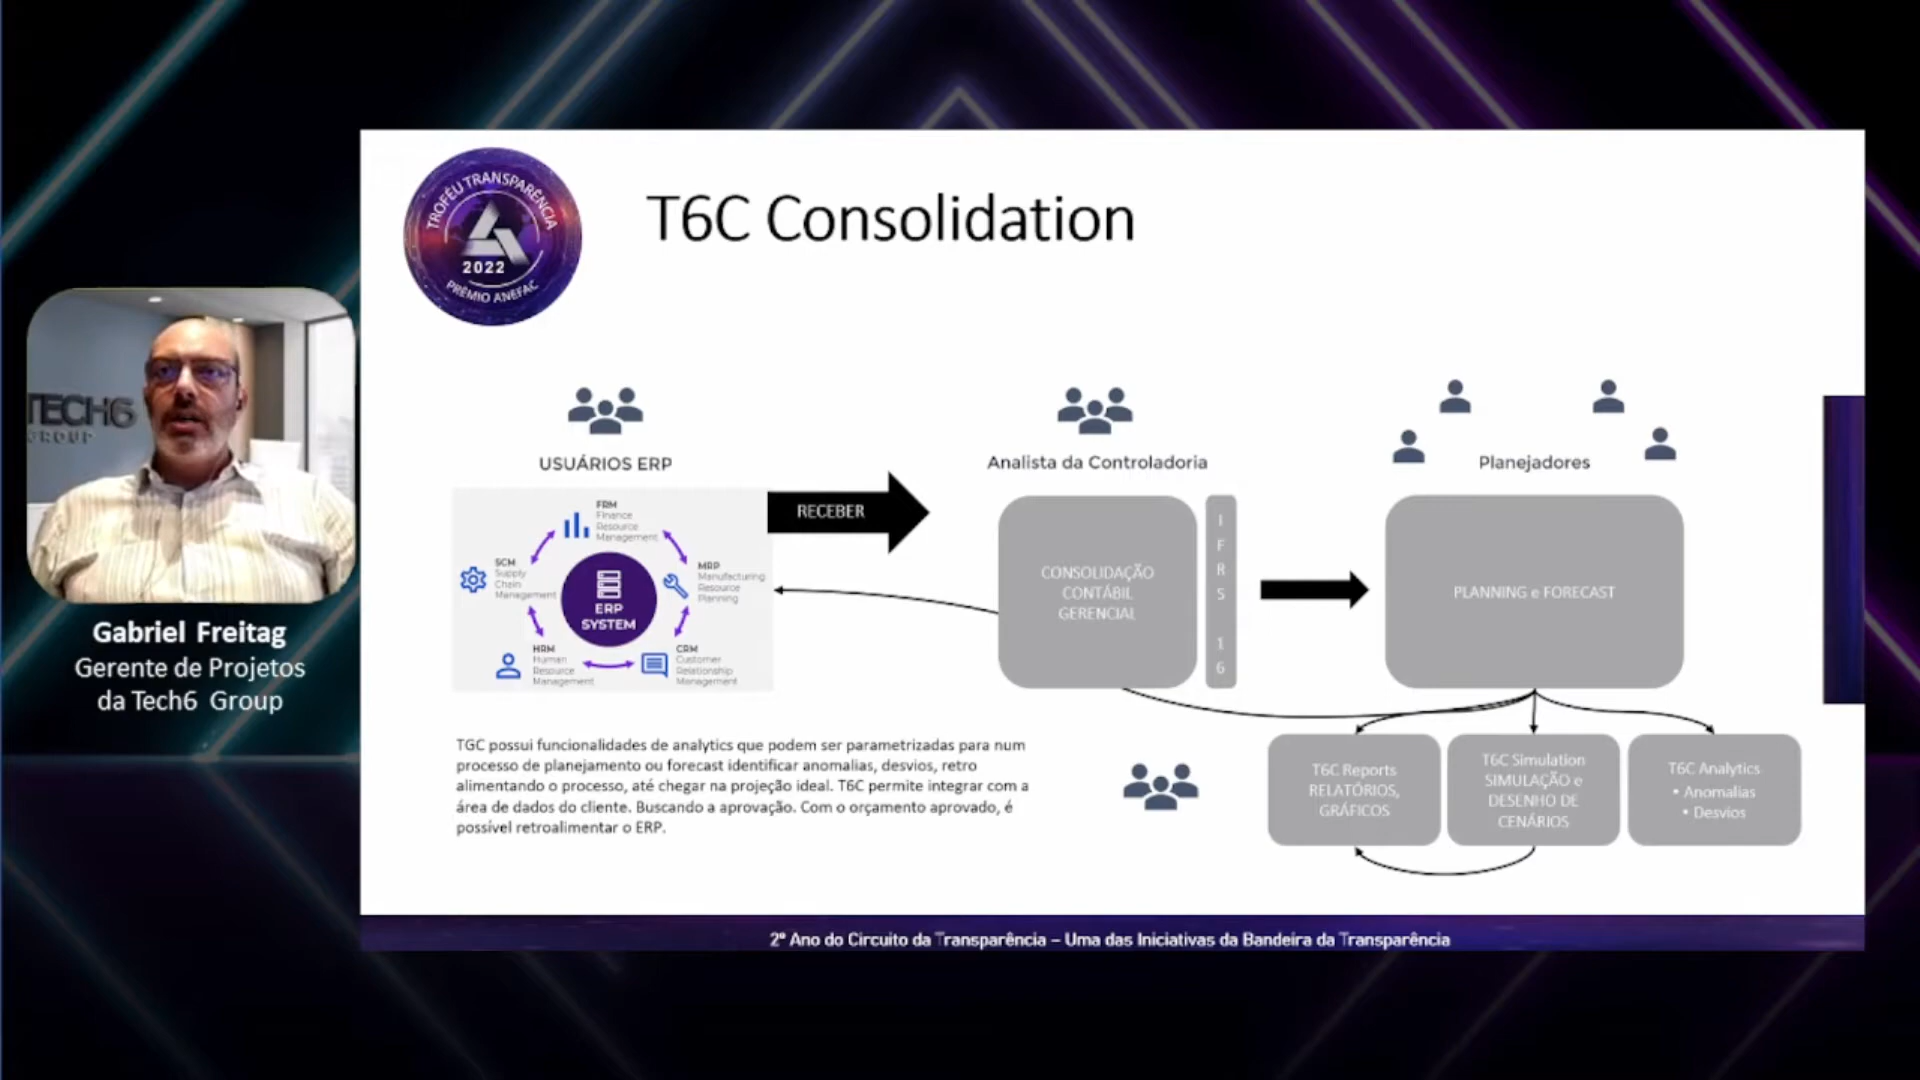 TROFÉU TRANSPARÊNCIA
2022
PRÊMIO ANEFAC
T6C Consolidation
TECH6
GROUP
Gabriel Freitag
Gerente de Projetos
da Tech6 Group
USUÁRIOS ERP
FRM
Finance
Resource
Management
SCM
Supply
Chain
Management
MRP
Manufacturing
Resource
Planning
ERP
SYSTEM
HRM
Human
Resource
Management
CRM
Customer
Relationship
Management
RECEBER
Analista da Controladoria
CONSOLIDAÇÃO
CONTÁBIL
GERENCIAL
IFRS 16
Planejadores
PLANNING e FORECAST
TGC possui funcionalidades de analytics que podem ser parametrizadas para num
processo de planejamento ou forecast identificar anomalias, desvios, retro
alimentando o processo, até chegar na projeção ideal. T6C permite integrar com a
área de dados do cliente. Buscando a aprovação. Com o orçamento aprovado, é
possível retroalimentar o ERP.
T6C Reports
RELATÓRIOS,
GRÁFICOS
T6C Simulation
SIMULAÇÃO e
DESENHO DE
CENÁRIOS
T6C Analytics
• Anomalias
• Desvios
2º Ano do Circuito da Transparência – Uma das Iniciativas da Bandeira da Transparência